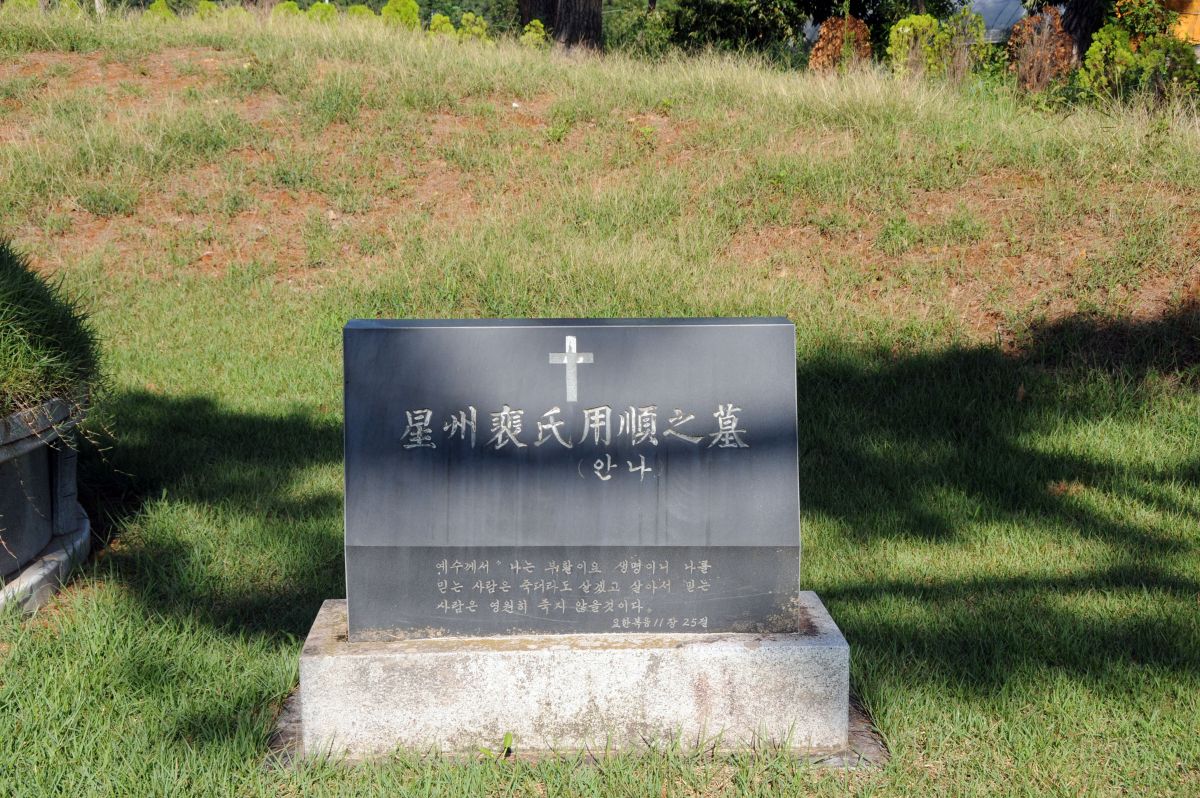 星州裵氏用順之墓
(안나)
예수께서 "나는 부활이요 생명이니 나를
믿는 사람은 죽더라도 살겠고 살아서 믿는
사람은 영원히 죽지 않을것이다.
요한복음 11장 25절